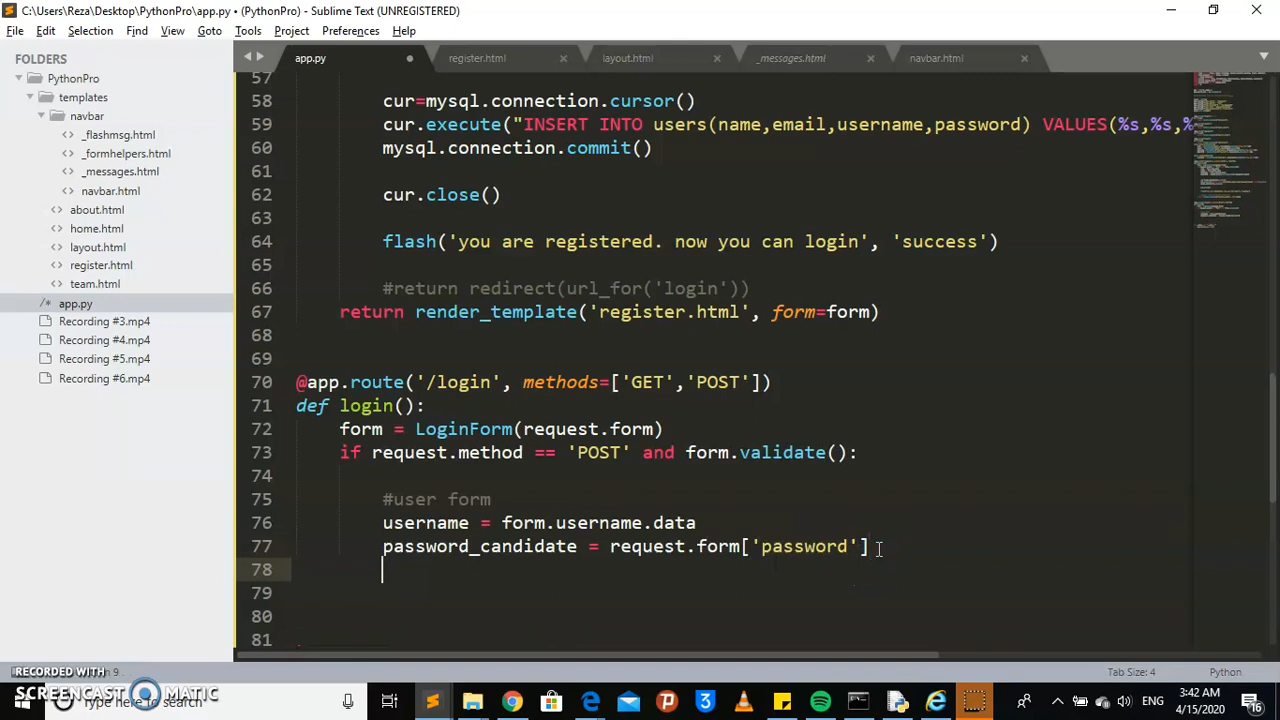 C:\Users\Reza\Desktop\PythonPro\app.py • (PythonPro) - Sublime Text (UNREGISTERED)
File Edit Selection Find View Goto Tools Project Preferences Help
FOLDERS
PythonPro
templates
navbar
_flashmsg.html
_formhelpers.html
_messages.html
navbar.html
about.html
home.html
layout.html
register.html
team.html
app.py
Recording #3.mp4
Recording #4.mp4
Recording #5.mp4
Recording #6.mp4
app.py register.html layout.html _messages.html navbar.html
57
58 cur=mysql.connection.cursor()
59 cur.execute("INSERT INTO users(name,email,username,password) VALUES(%s,%s,%
60 mysql.connection.commit()
61
62 cur.close()
63
64 flash('you are registered. now you can login', 'success')
65
66 #return redirect(url_for('login'))
67 return render_template('register.html', form=form)
68
69
70 @app.route('/login', methods=['GET','POST'])
71 def login():
72 form = LoginForm(request.form)
73 if request.method == 'POST' and form.validate():
74
75 #user form
76 username = form.username.data
77 password_candidate = request.form['password']
78
79
80
81
Tab Size: 4 Python
RECORDED WITH
SCREENCAST MATIC
Type here to search
ENG
3:42 AM
4/15/2020
16